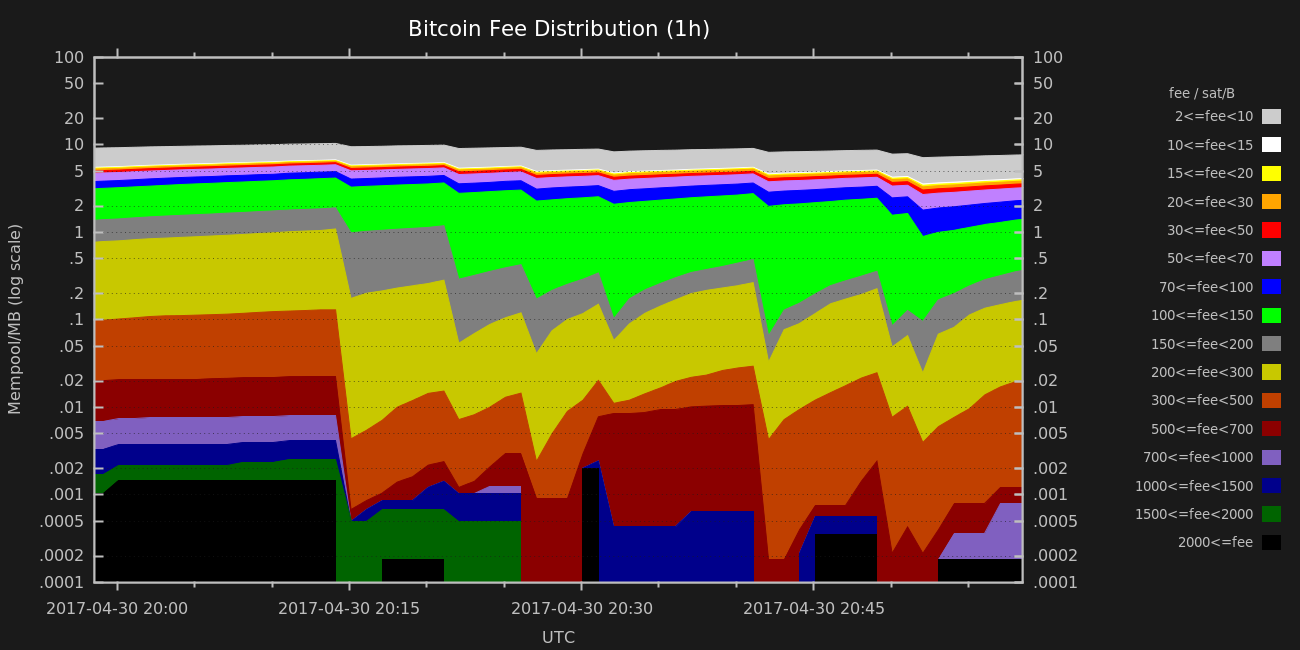 Bitcoin Fee Distribution (1h)
Mempool/MB (log scale)
100
50
20
10
5
2
1
.5
.2
.1
.05
.02
.01
.005
.002
.001
.0005
.0002
.0001
100
50
20
10
5
2
1
.5
.2
.1
.05
.02
.01
.005
.002
.001
.0005
.0002
.0001
2017-04-30 20:00 2017-04-30 20:15 2017-04-30 20:30 2017-04-30 20:45
UTC
fee / sat/B
2<=fee<10
10<=fee<15
15<=fee<20
20<=fee<30
30<=fee<50
50<=fee<70
70<=fee<100
100<=fee<150
150<=fee<200
200<=fee<300
300<=fee<500
500<=fee<700
700<=fee<1000
1000<=fee<1500
1500<=fee<2000
2000<=fee